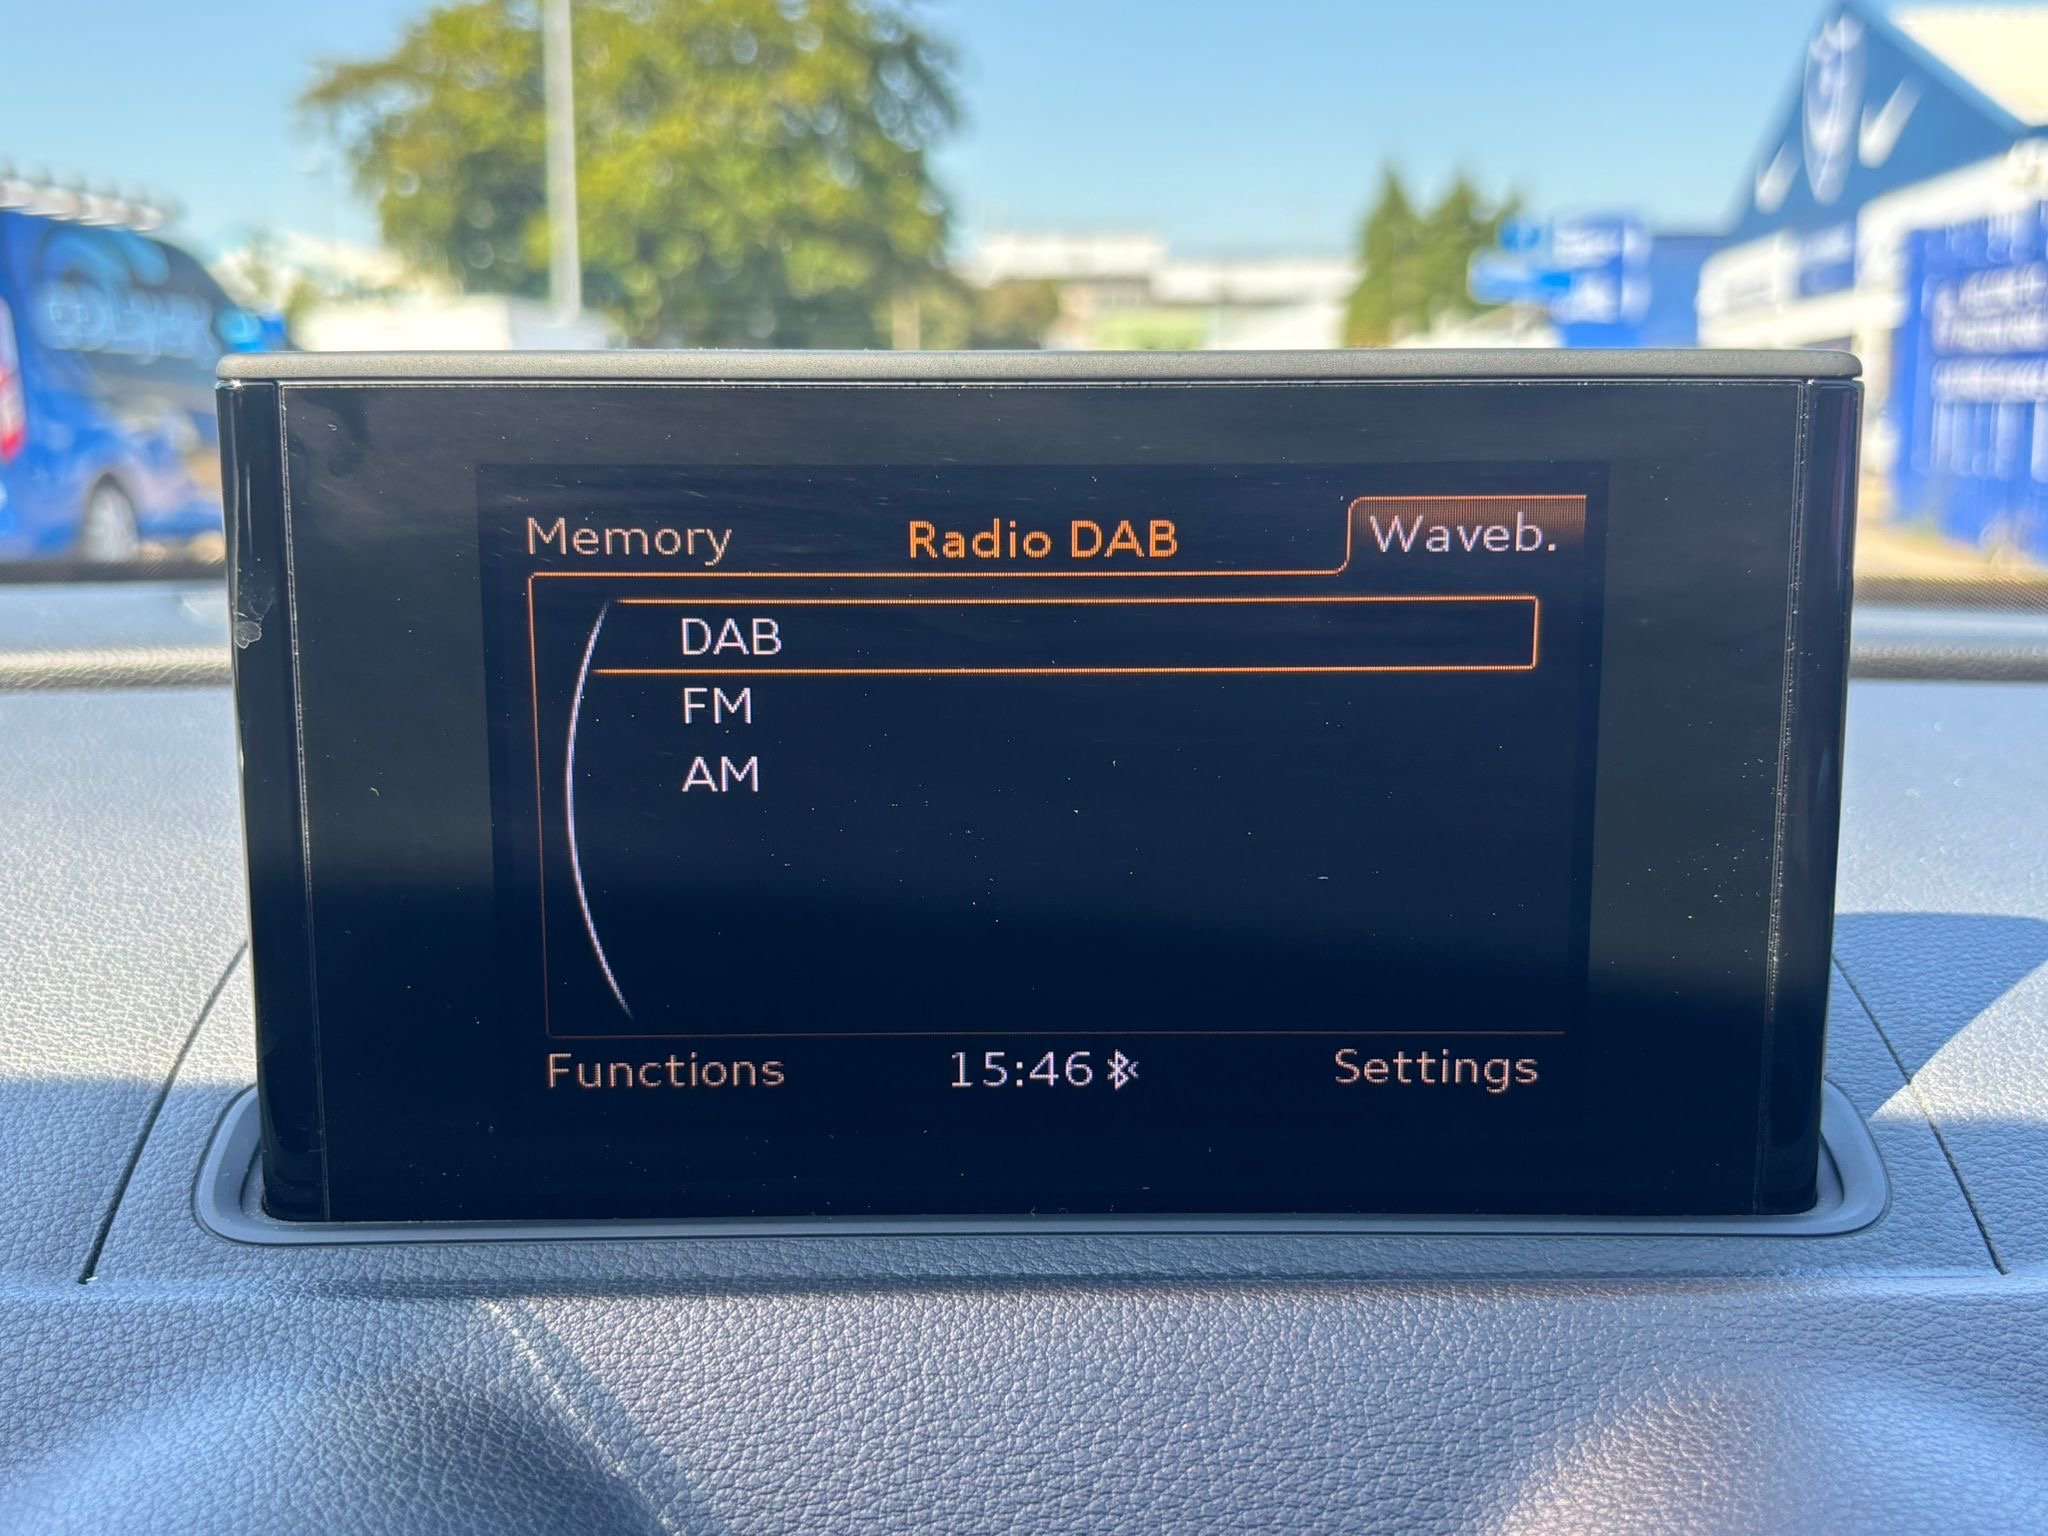 Memory Radio DAB Waveb.
DAB
FM
AM
Functions 15:46 Settings